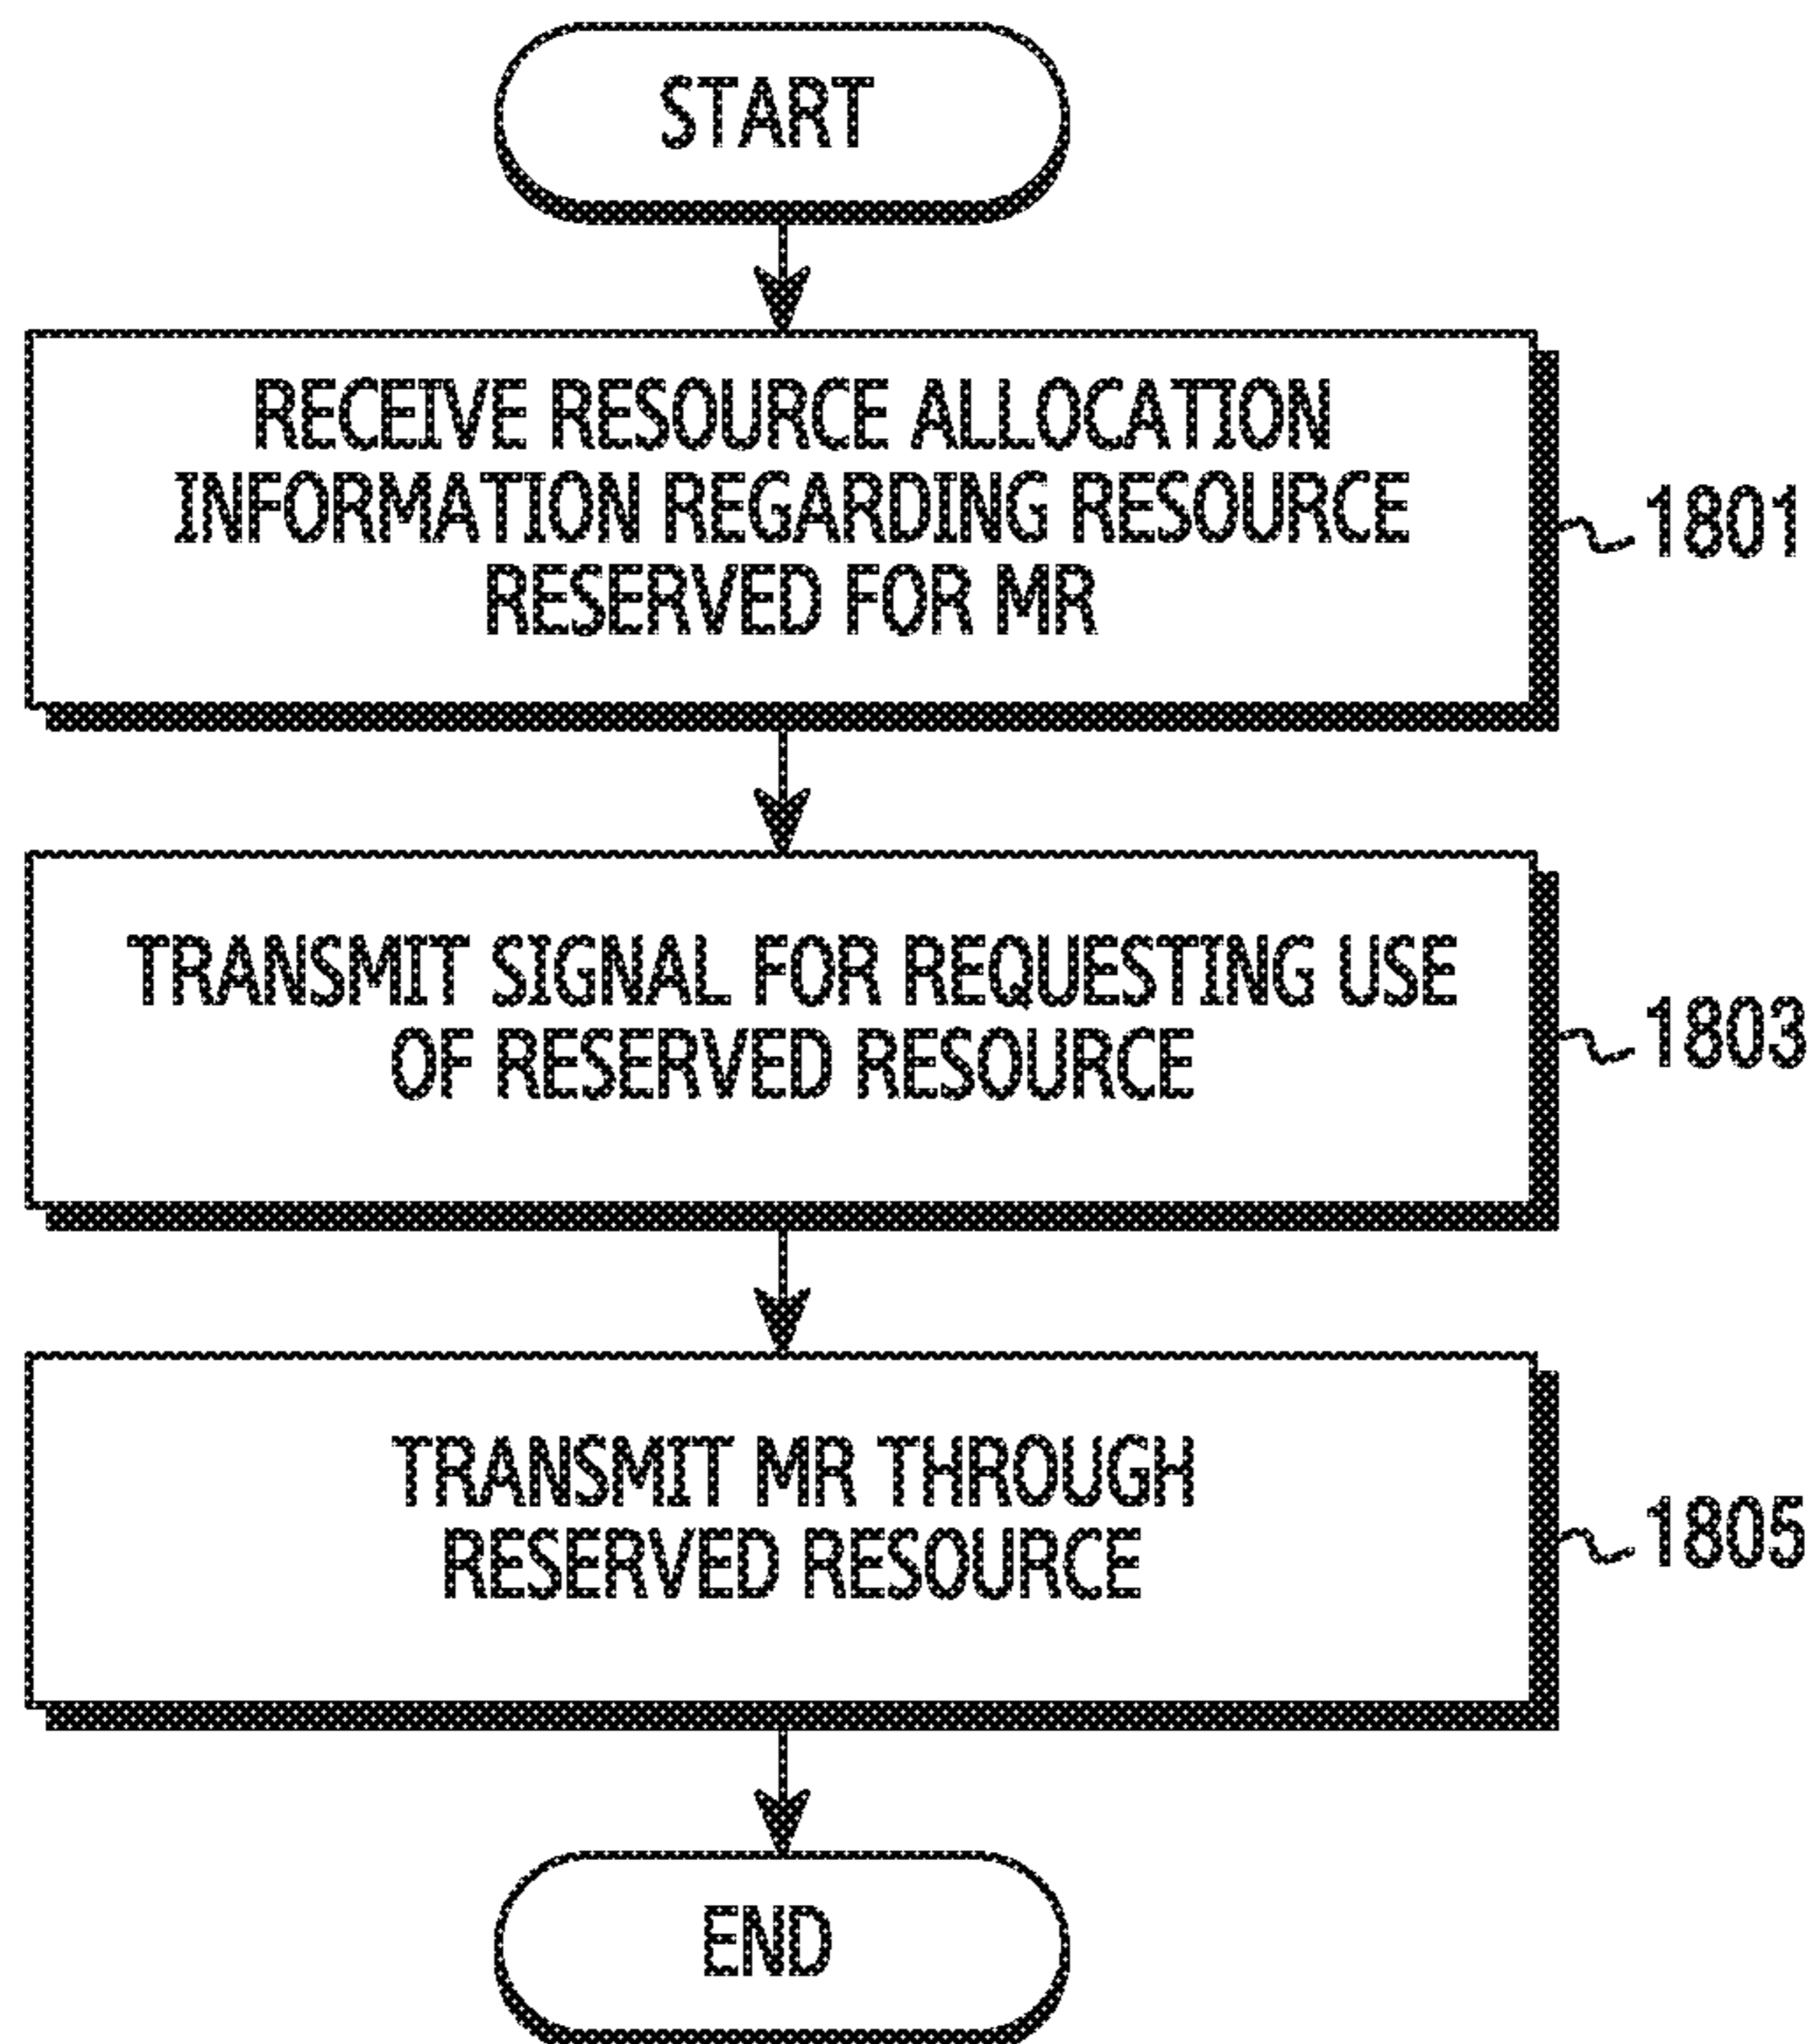 START
RECEIVE RESOURCE ALLOCATION
INFORMATION REGARDING RESOURCE
RESERVED FOR MR
1801
TRANSMIT SIGNAL FOR REQUESTING USE
OF RESERVED RESOURCE
1803
TRANSMIT MR THROUGH
RESERVED RESOURCE
1805
END